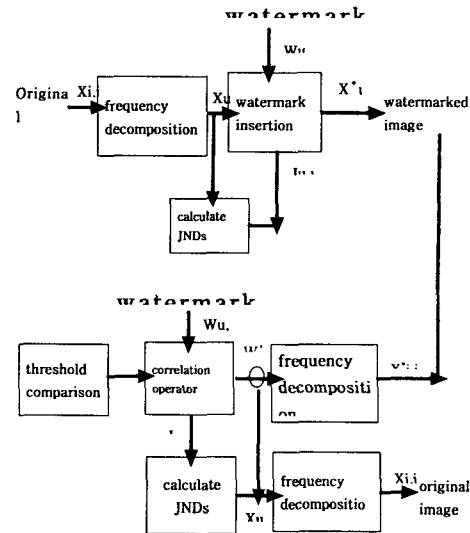 watermark
Origina
l
Xi,
frequency
decomposition
Xu
watermark
insertion
watermarked
image
calculate
JNDs
watermark
Wu,
threshold
comparison
correlation
operator
frequency
decompositi
on
calculate
JNDs
frequency
decompositio
Xi,i
original
image